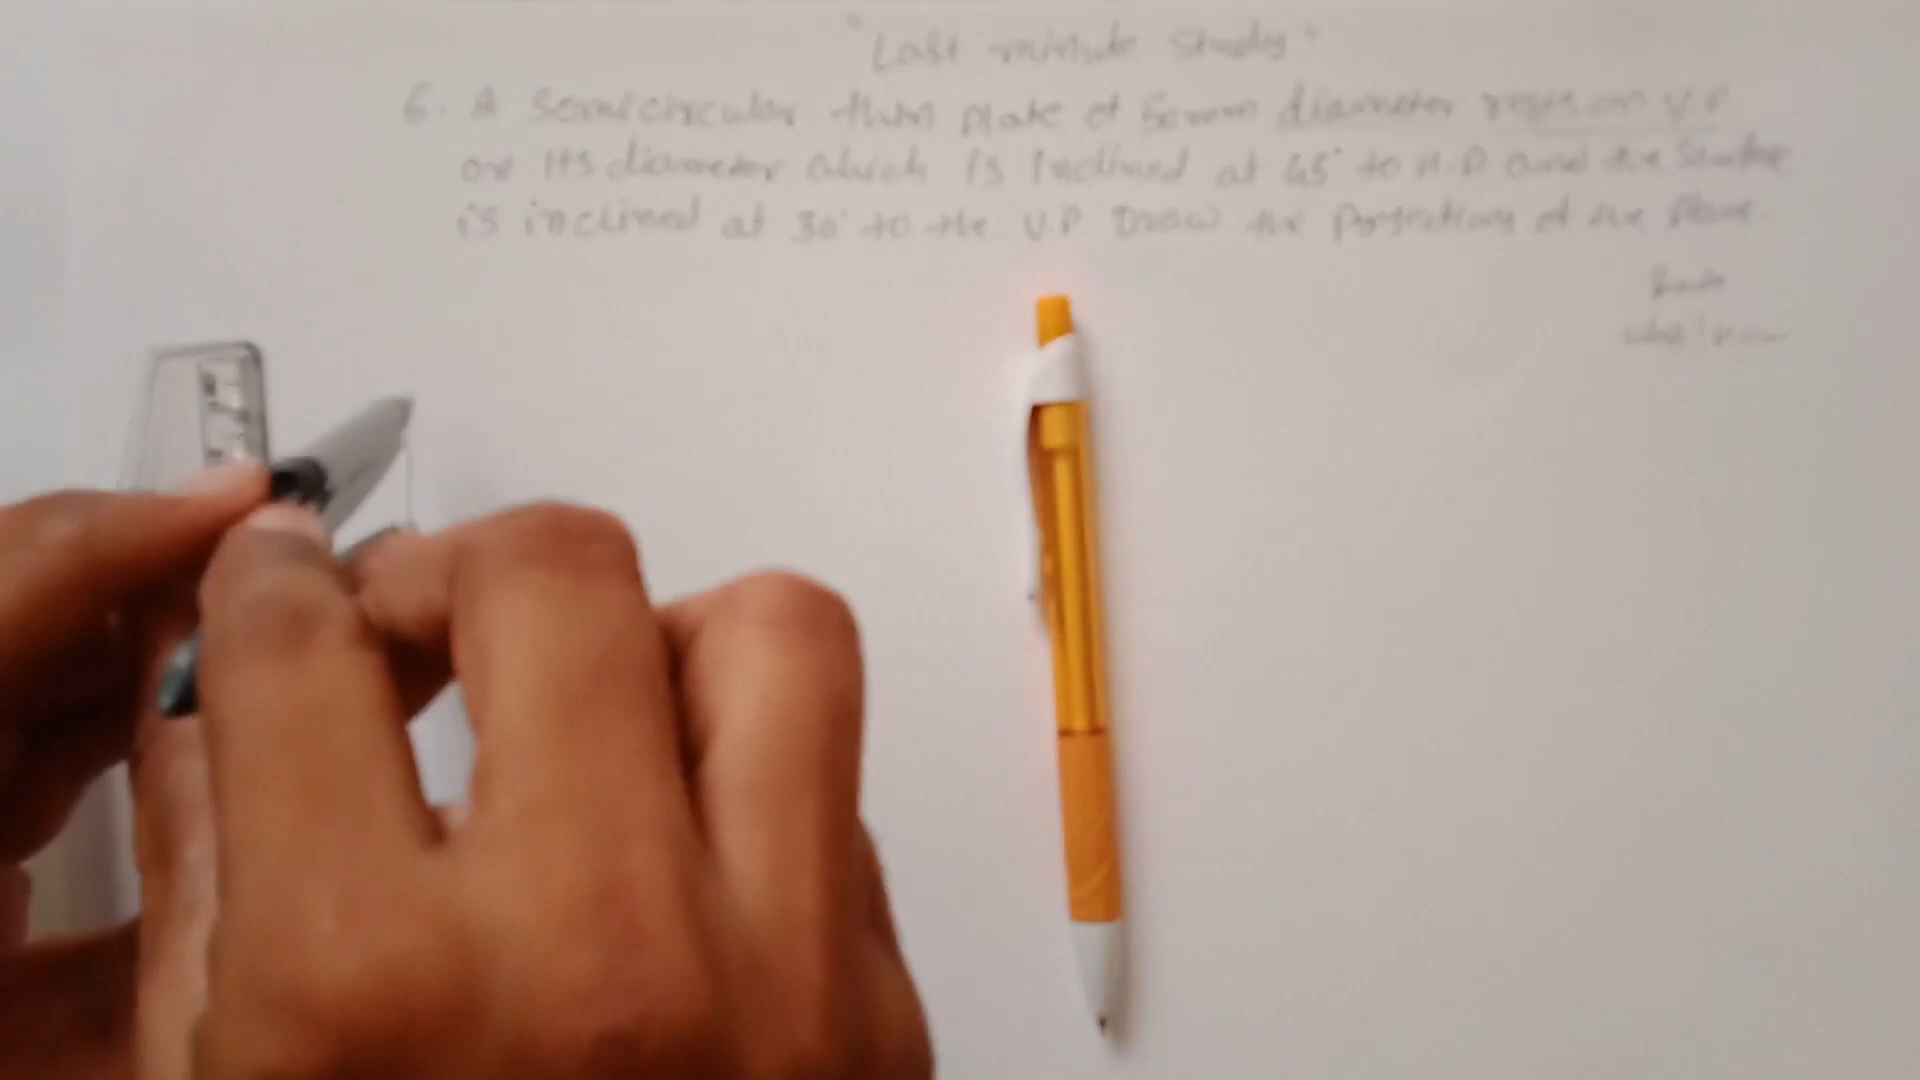 "Last minute study"
6. A semicircular thin plate of 50mm diameter rests on V.P
on its diameter which is Inclined at 45° to H.P and the Surface
is inclined at 30° to the V.P Draw the Projections of the Plane.